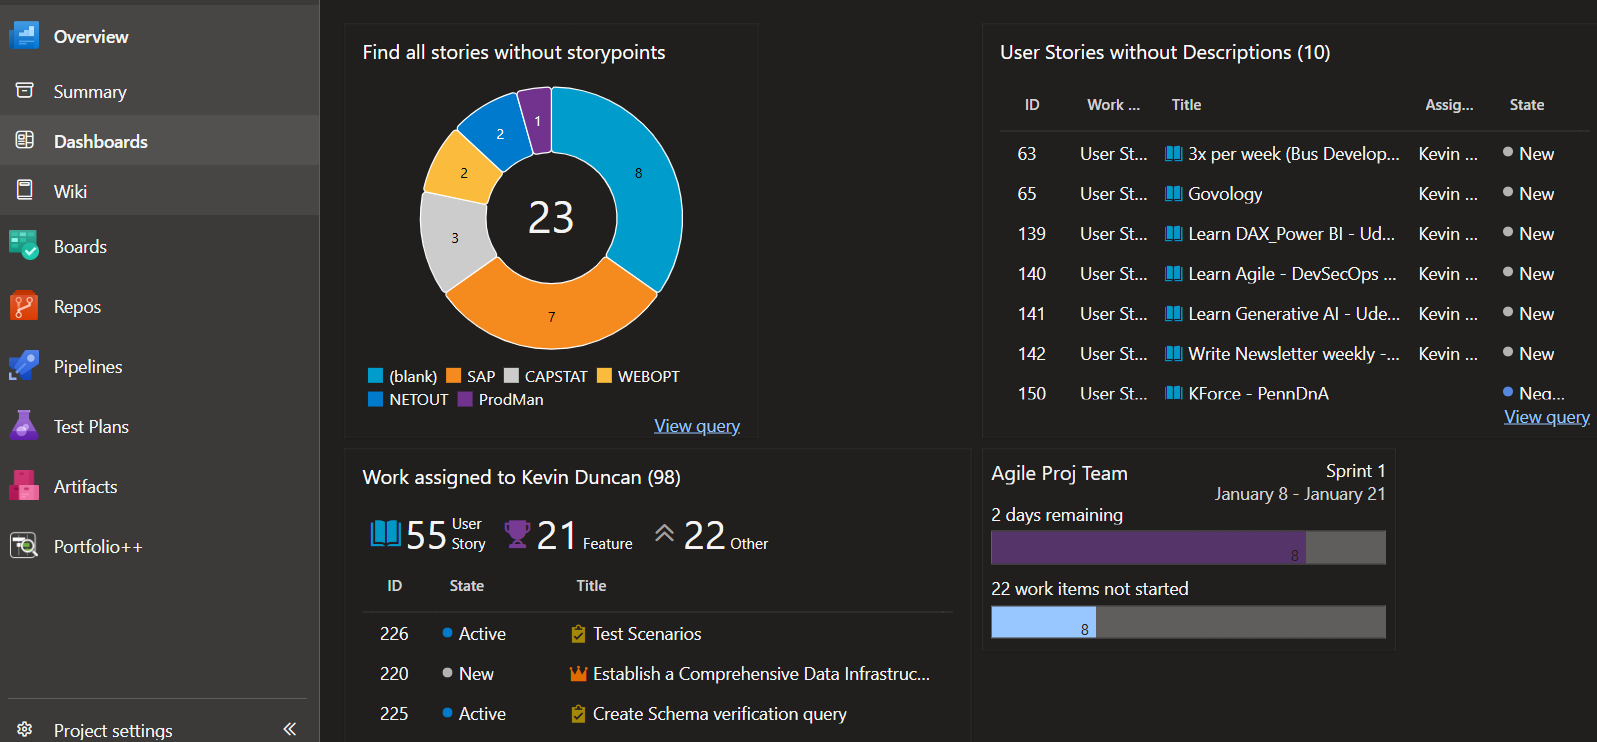 Overview
Summary
Dashboards
Wiki
Boards
Repos
Pipelines
Test Plans
Artifacts
Portfolio++
Project settings
Find all stories without storypoints
1
2
8
2
23
3
7
(blank) SAP CAPSTAT WEBOPT
NETOUT ProdMan
View query
User Stories without Descriptions (10)
ID Work ... Title Assig... State
63 User St... 3x per week (Bus Develop... Kevin ... New
65 User St... Govology Kevin ... New
139 User St... Learn DAX_Power BI - Ud... Kevin ... New
140 User St... Learn Agile - DevSecOps ... Kevin ... New
141 User St... Learn Generative AI - Ude... Kevin ... New
142 User St... Write Newsletter weekly -... Kevin ... New
150 User St... KForce - PennDnA Neg...
View query
Work assigned to Kevin Duncan (98)
55 User Story 21 Feature 22 Other
ID State Title
226 Active Test Scenarios
220 New Establish a Comprehensive Data Infrastruc...
225 Active Create Schema verification query
Agile Proj Team Sprint 1
January 8 - January 21
2 days remaining
8
22 work items not started
8